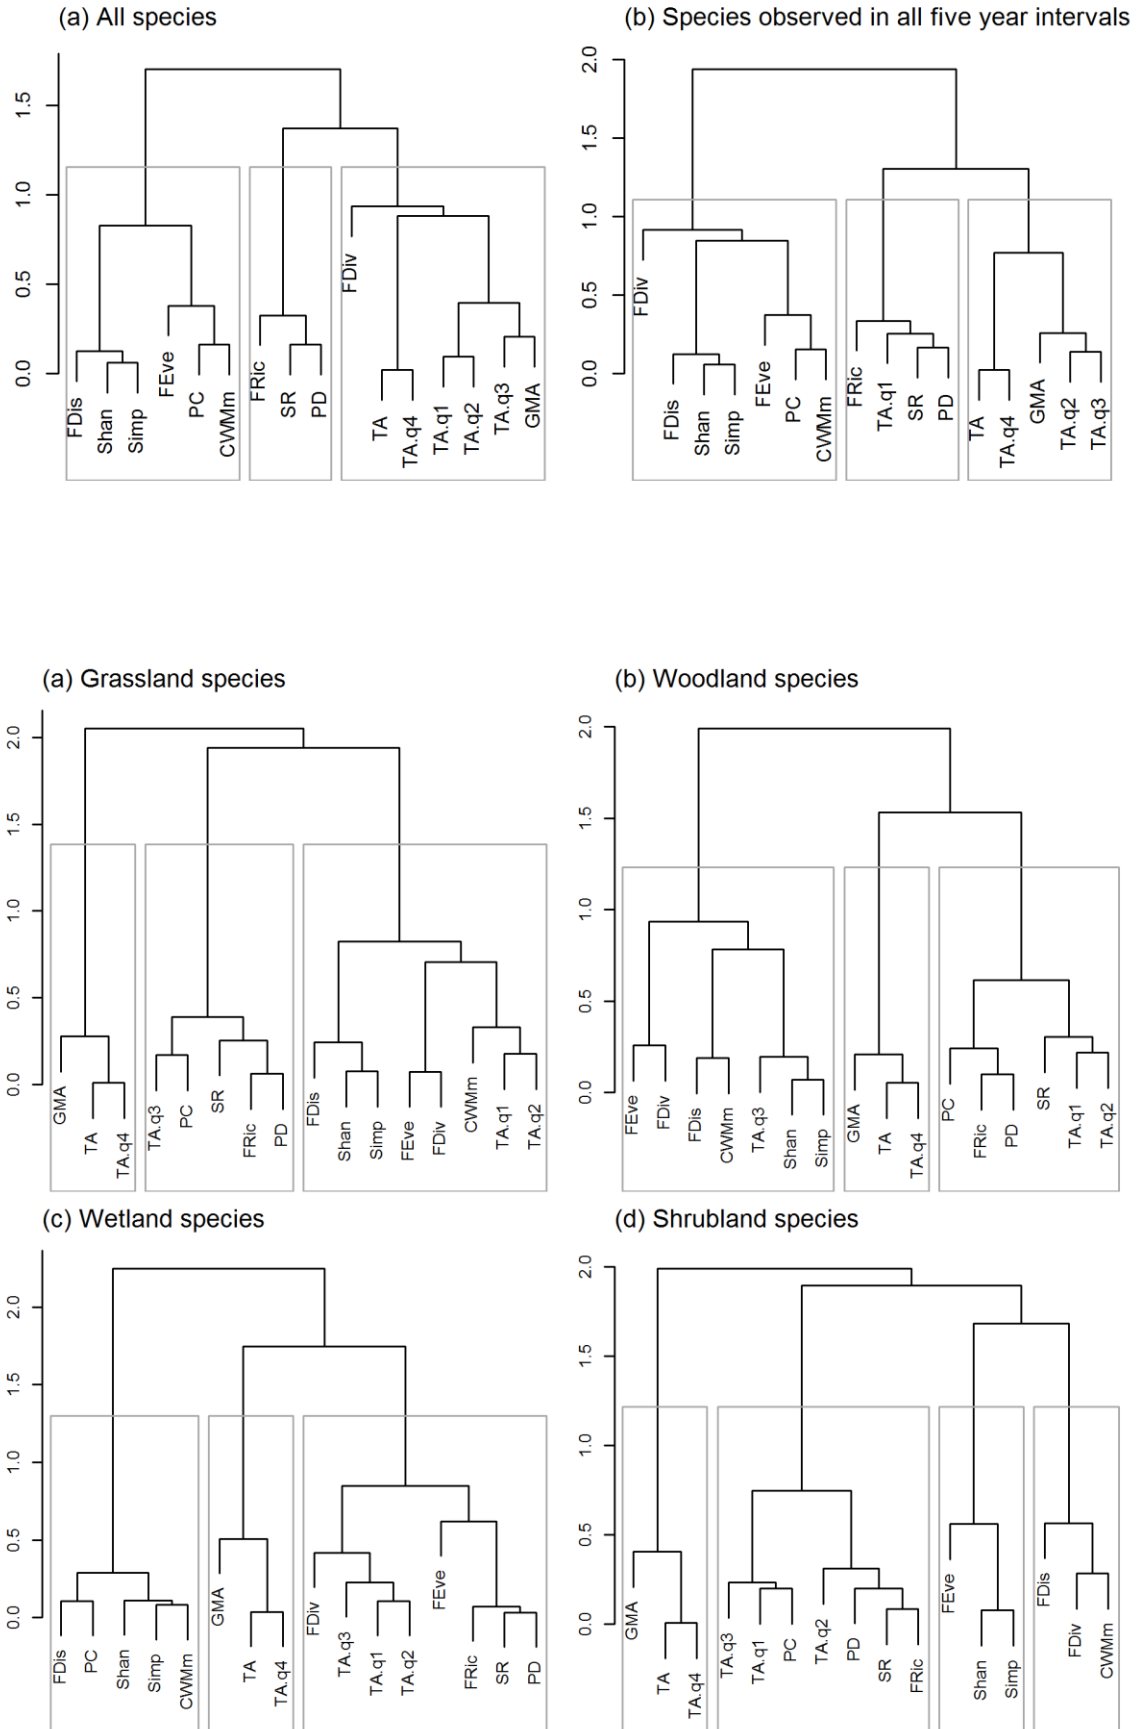 (a) All species
1.5
1.0
0.5
0.0
FDis
Shan
Simp
FEve
PC
CWMm
FRic
SR
PD
FDiv
TA
TA.q4
TA.q1
TA.q2
TA.q3
GMA
(b) Species observed in all five year intervals
2.0
1.5
1.0
0.5
0.0
FDiv
FDis
Shan
Simp
FEve
PC
CWMm
FRic
TA.q1
SR
PD
TA
TA.q4
GMA
TA.q2
TA.q3
(a) Grassland species
2.0
1.5
1.0
0.5
0.0
GMA
TA
TA.q4
TA.q3
PC
SR
FRic
PD
FDis
Shan
Simp
FEve
FDiv
CWMm
TA.q1
TA.q2
(b) Woodland species
2.0
1.5
1.0
0.5
0.0
FEve
FDiv
FDis
CWMm
TA.q3
Shan
Simp
GMA
TA
TA.q4
PC
FRic
PD
SR
TA.q1
TA.q2
(c) Wetland species
2.0
1.5
1.0
0.5
0.0
FDis
PC
Shan
Simp
CWMm
GMA
TA
TA.q4
FDiv
TA.q3
TA.q1
TA.q2
FEve
FRic
SR
PD
(d) Shrubland species
2.0
1.5
1.0
0.5
0.0
GMA
TA
TA.q4
TA.q3
TA.q1
PC
TA.q2
PD
SR
FRic
FEve
Shan
Simp
FDis
FDiv
CWMm